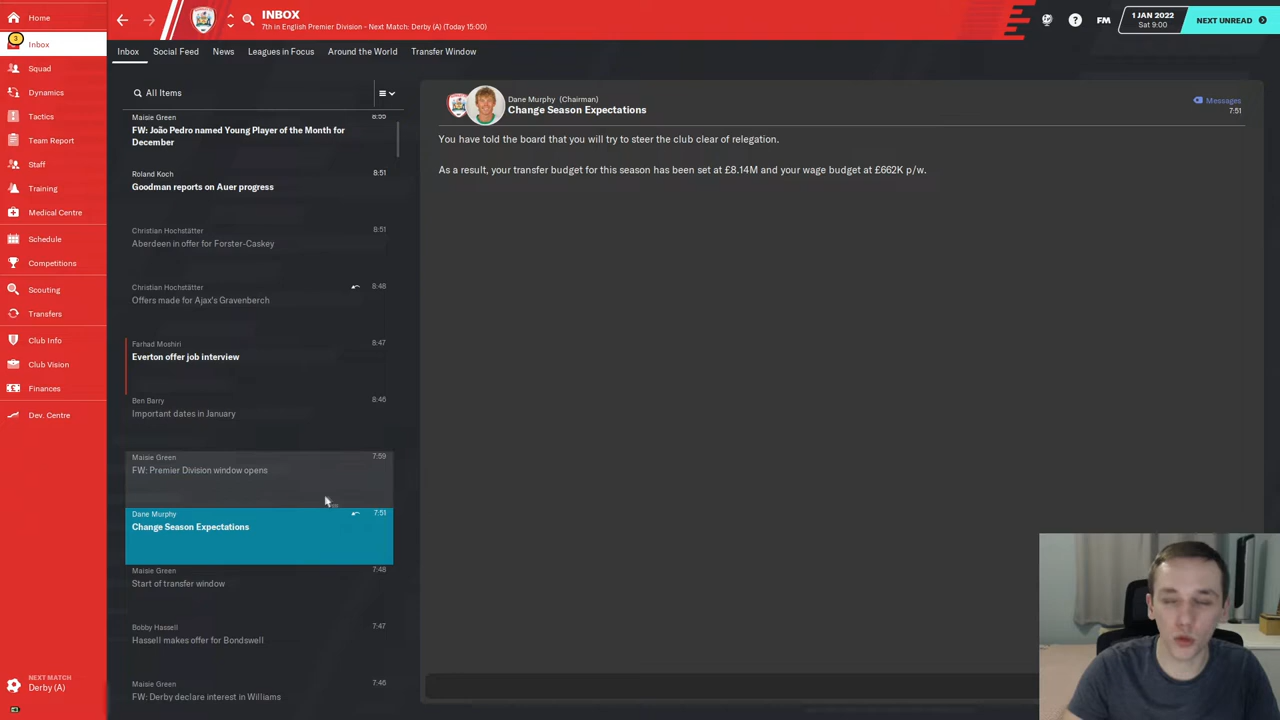 Home
3
Inbox
Squad
Dynamics
Tactics
Team Report
Staff
Training
Medical Centre
Schedule
Competitions
Scouting
Transfers
Club Info
Club Vision
Finances
Dev. Centre
NEXT MATCH
Derby (A)
INBOX
7th in English Premier Division - Next Match: Derby (A) (Today 15:00)
?
FM
1 JAN 2022
Sat 9:00
NEXT UNREAD
Inbox
Social Feed
News
Leagues in Focus
Around the World
Transfer Window
All Items
Maisie Green 8:55
FW: João Pedro named Young Player of the Month for
December
Roland Koch 8:51
Goodman reports on Auer progress
Christian Hochstätter 8:51
Aberdeen in offer for Forster-Caskey
Christian Hochstätter 8:48
Offers made for Ajax's Gravenberch
Farhad Moshiri 8:47
Everton offer job interview
Ben Barry 8:46
Important dates in January
Maisie Green 7:59
FW: Premier Division window opens
Dane Murphy 7:51
Change Season Expectations
Maisie Green 7:48
Start of transfer window
Bobby Hassell 7:47
Hassell makes offer for Bondswell
Maisie Green 7:46
FW: Derby declare interest in Williams
Dane Murphy (Chairman)
Change Season Expectations
Messages
7:51
You have told the board that you will try to steer the club clear of relegation.
As a result, your transfer budget for this season has been set at £8.14M and your wage budget at £662K p/w.